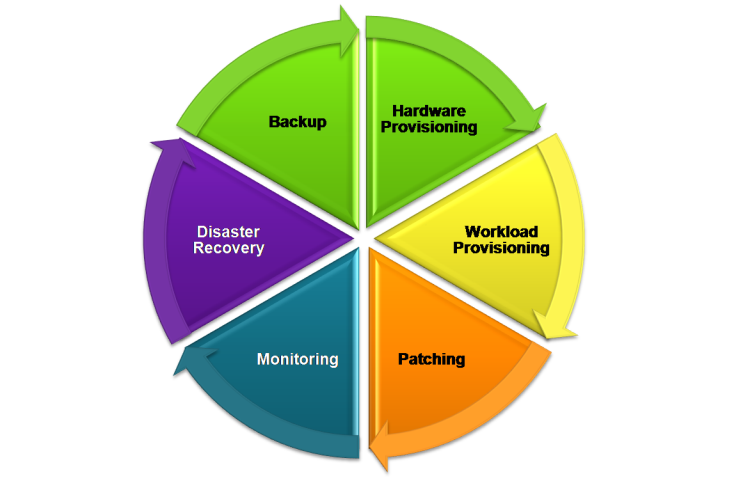 Hardware
Provisioning
Workload
Provisioning
Patching
Monitoring
Disaster
Recovery
Backup